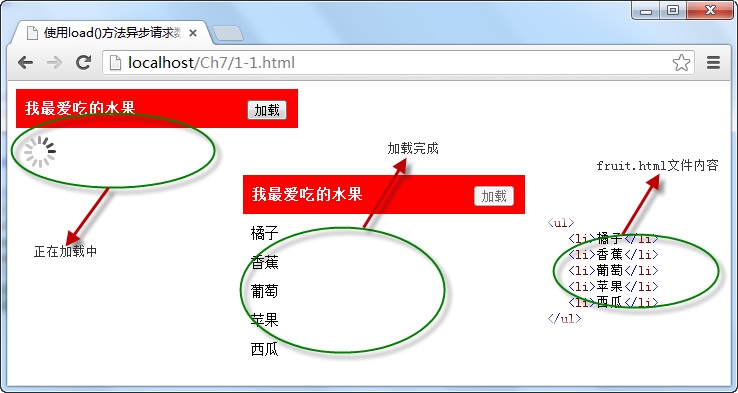 使用load()方法异步请求
localhost/Ch7/1-1.html
我最爱吃的水果 加载
正在加载中
加载完成
我最爱吃的水果 加载
橘子
香蕉
葡萄
苹果
西瓜
fruit.html文件内容
<ul>
<li>橘子</li>
<li>香蕉</li>
<li>葡萄</li>
<li>苹果</li>
<li>西瓜</li>
</ul>